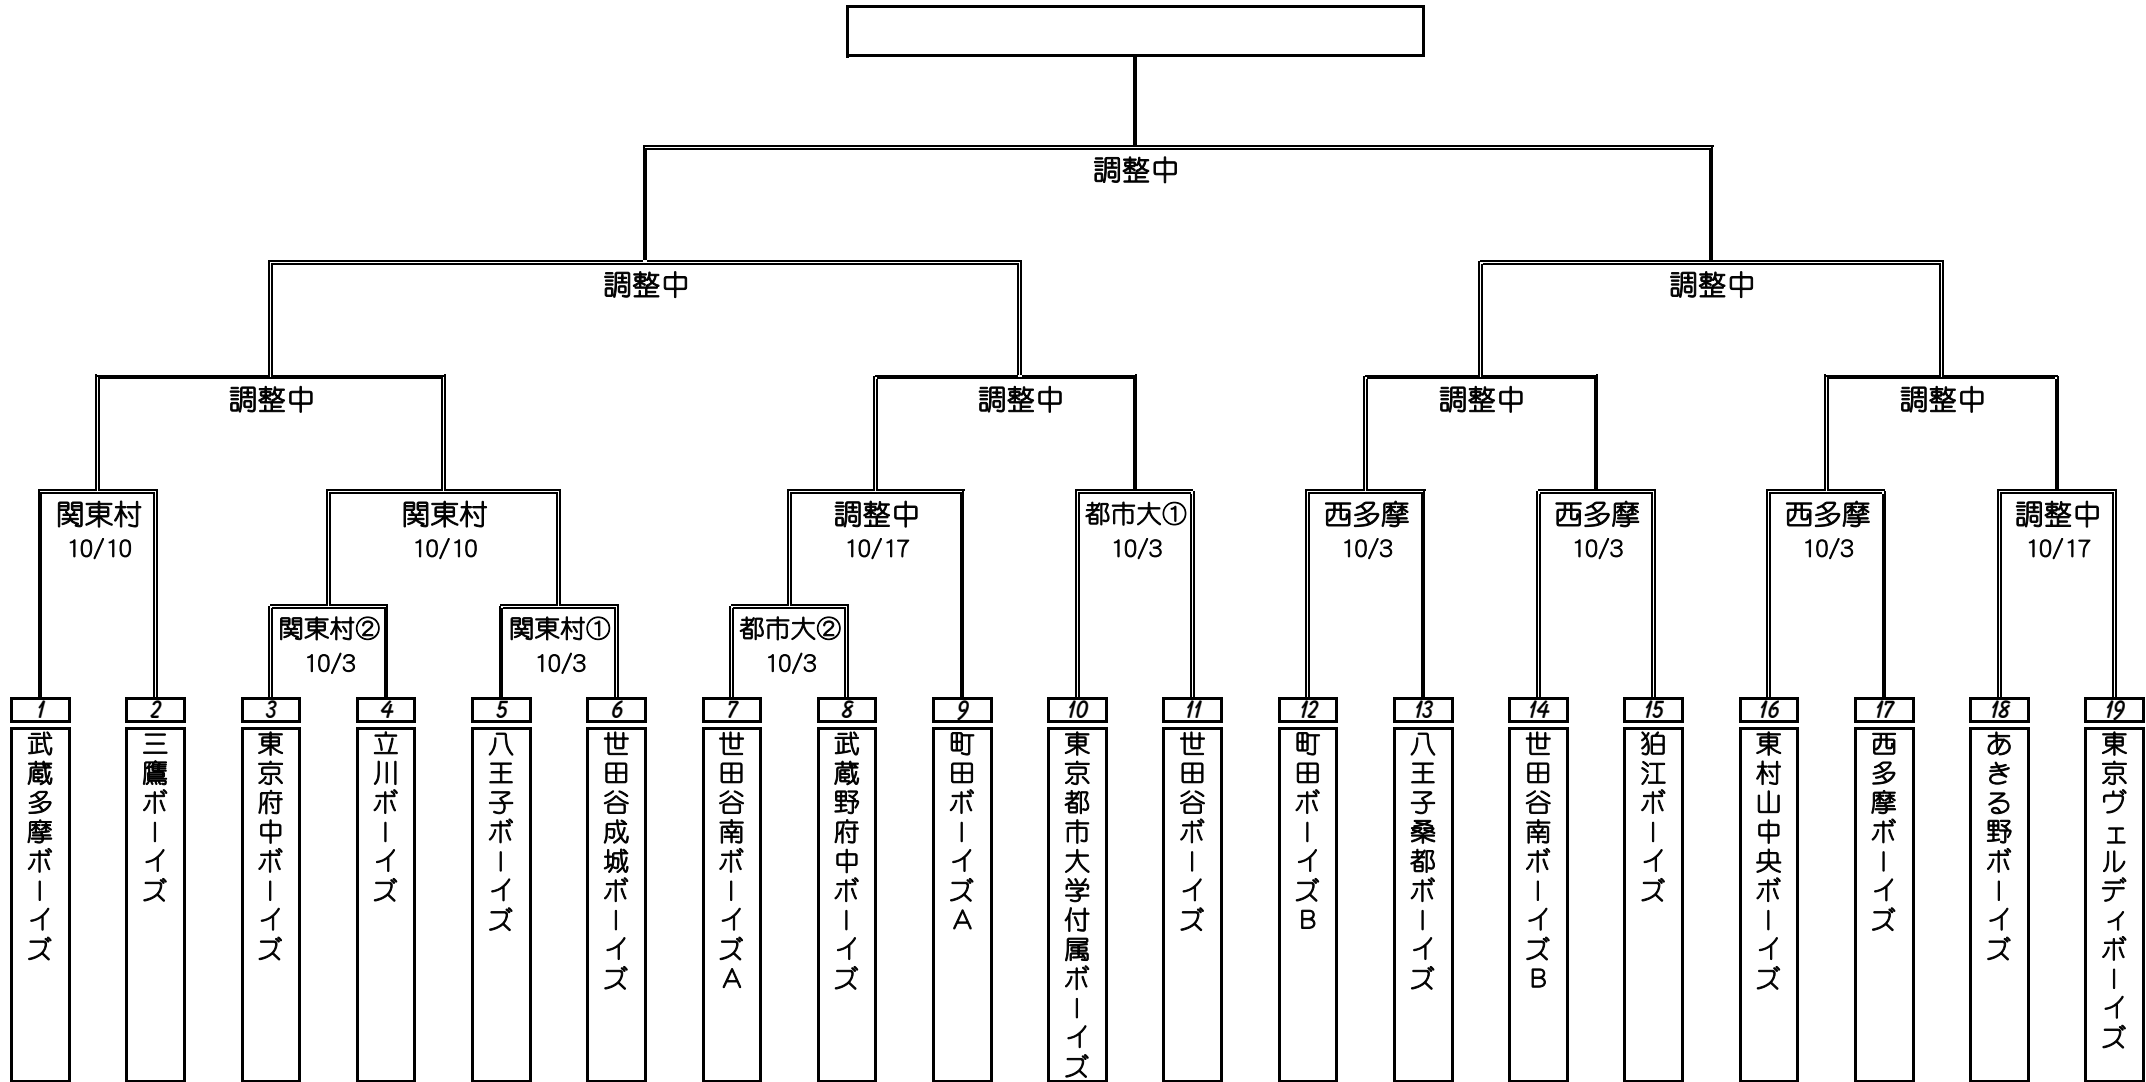 調整中
調整中
調整中
調整中
調整中
調整中
調整中
関東村
10/10
関東村
10/10
調整中
10/17
都市大①
10/3
西多摩
10/3
西多摩
10/3
西多摩
10/3
調整中
10/17
関東村②
10/3
関東村①
10/3
都市大②
10/3
1
武蔵多摩ボーイズ
2
三鷹ボーイズ
3
東京府中ボーイズ
4
立川ボーイズ
5
八王子ボーイズ
6
世田谷成城ボーイズ
7
世田谷南ボーイズA
8
武蔵野府中ボーイズ
9
町田ボーイズA
10
東京都市大学付属ボーイズ
11
世田谷ボーイズ
12
町田ボーイズB
13
八王子桑都ボーイズ
14
世田谷南ボーイズB
15
狛江ボーイズ
16
東村山中央ボーイズ
17
西多摩ボーイズ
18
あきる野ボーイズ
19
東京ヴェルディボーイズ